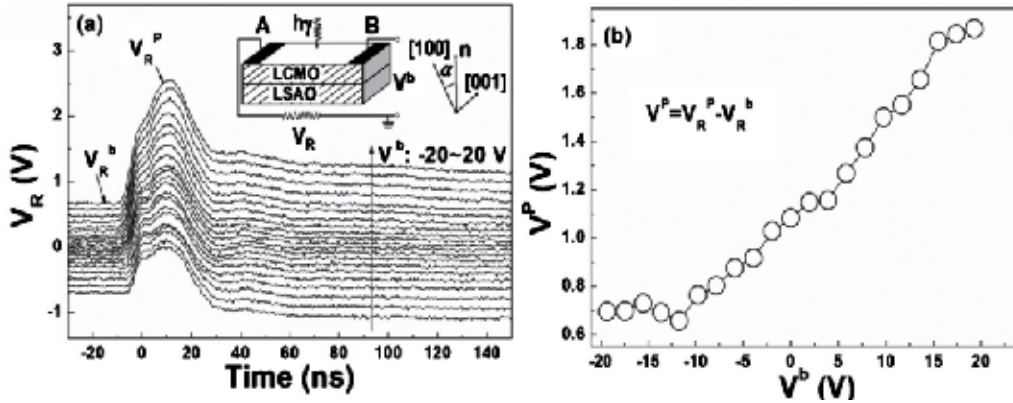 (a)
hγ
A
B
V_R^P
LCMO
LSAO
V^b
[100]
n
α
[001]
V_R
V_R^b
V^b: -20~20 V
V_R (V)
3
2
1
0
-1
-20 0 20 40 60 80 100 120 140
Time (ns)
(b)
V^P=V_R^P-V_R^b
V^P (V)
1.8
1.6
1.4
1.2
1.0
0.8
0.6
-20 -15 -10 -5 0 5 10 15 20
V^b (V)